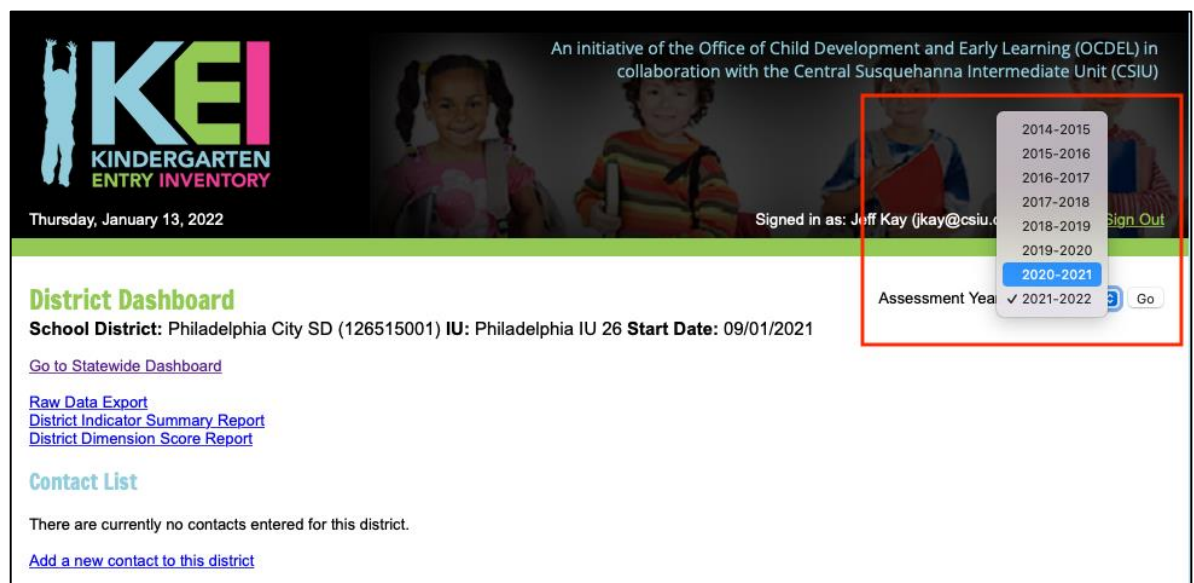 An initiative of the Office of Child Development and Early Learning (OCDEL) in
collaboration with the Central Susquehanna Intermediate Unit (CSIU)
KEI
KINDERGARTEN
ENTRY INVENTORY
2014-2015
2015-2016
2016-2017
2017-2018
2018-2019
2019-2020
2020-2021
✓ 2021-2022
Thursday, January 13, 2022
Signed in as: Jeff Kay (jkay@csiu. Sign Out
District Dashboard
Assessment Year Go
School District: Philadelphia City SD (126515001) IU: Philadelphia IU 26 Start Date: 09/01/2021
Go to Statewide Dashboard
Raw Data Export
District Indicator Summary Report
District Dimension Score Report
Contact List
There are currently no contacts entered for this district.
Add a new contact to this district